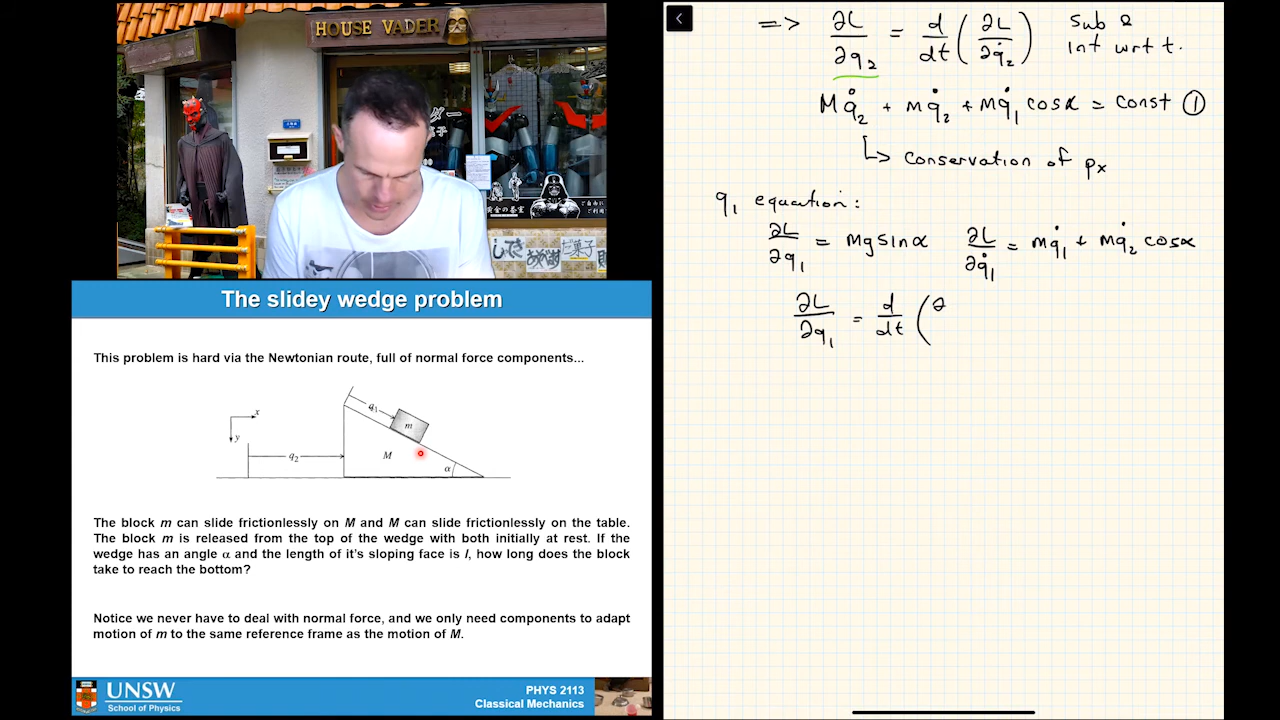 HOUSE VADER
The slidey wedge problem
This problem is hard via the Newtonian route, full of normal force components...
x
y
q₁
m
q₂
M
α
The block m can slide frictionlessly on M and M can slide frictionlessly on the table.
The block m is released from the top of the wedge with both initially at rest. If the
wedge has an angle α and the length of it's sloping face is l, how long does the block
take to reach the bottom?
Notice we never have to deal with normal force, and we only need components to adapt
motion of m to the same reference frame as the motion of M.
UNSW
School of Physics
PHYS 2113
Classical Mechanics
=> ∂L/∂q₂ = d/dt (∂L/∂q̇₂) Sub &
int wrt t.
Mq̇₂ + mq̇₂ + mq̇₁ cosα = const ①
↳ conservation of px
q₁ equation:
∂L/∂q₁ = mgsinα ∂L/∂q̇₁ = mq̇₁ + mq̇₂ cosα
∂L/∂q₁ = d/dt (∂